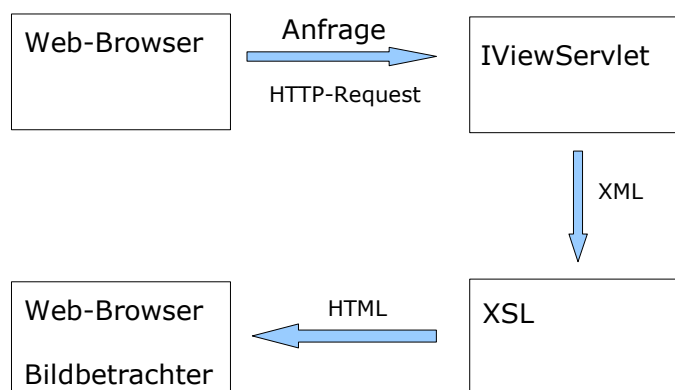 Web-Browser
Anfrage
HTTP-Request
IViewServlet
XML
XSL
HTML
Web-Browser
Bildbetrachter